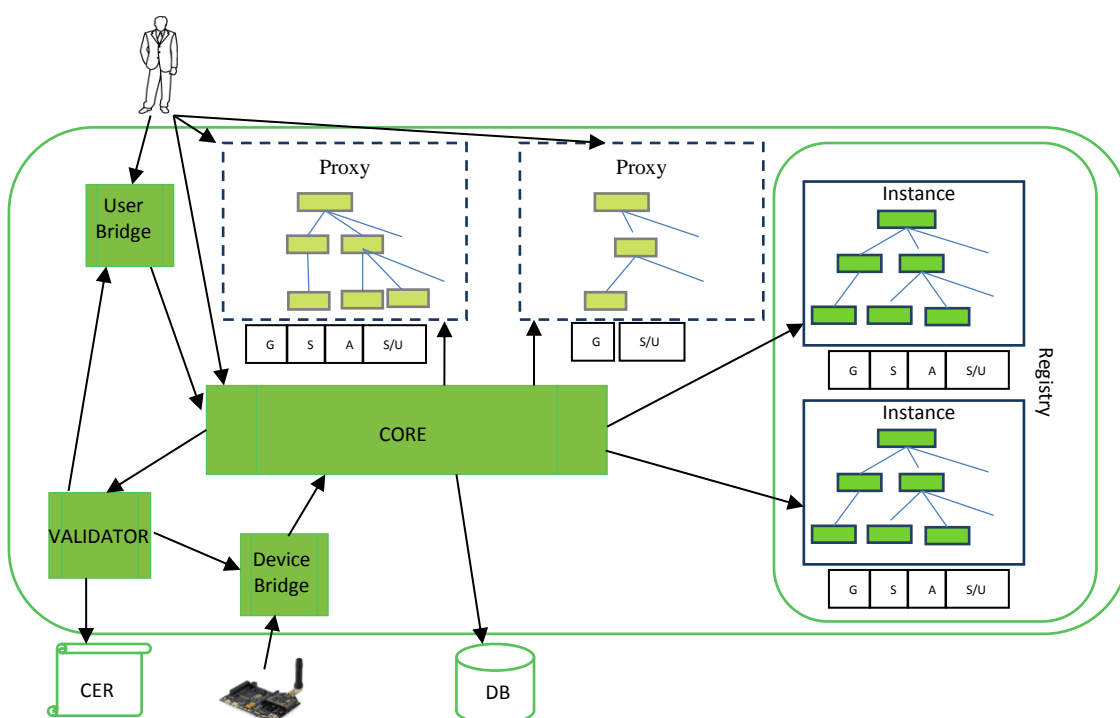 Proxy
Proxy
User
Bridge
Instance
G S A S/U
G S/U
G S A S/U
Registry
Instance
CORE
VALIDATOR
Device
Bridge
G S A S/U
CER
DB